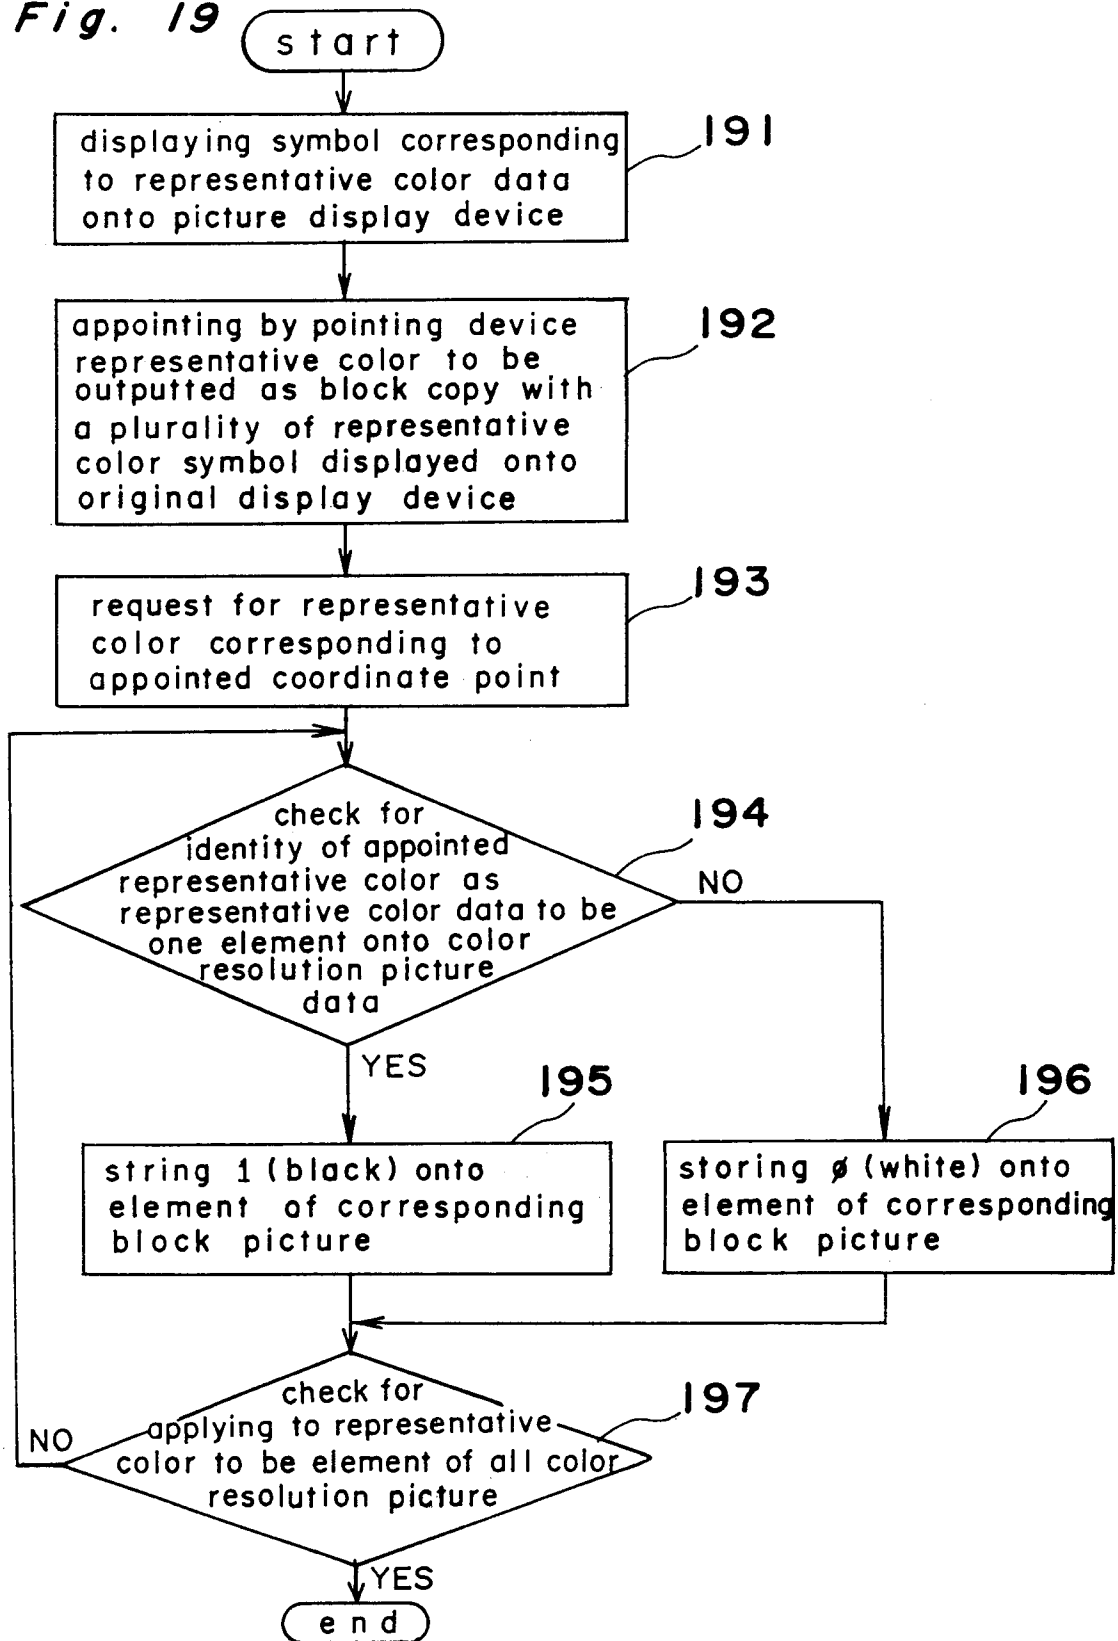 Fig. 19
start
191
displaying symbol corresponding
to representative color data
onto picture display device
192
appointing by pointing device
representative color to be
outputted as block copy with
a plurality of representative
color symbol displayed onto
original display device
193
request for representative
color corresponding to
appointed coordinate point
194
check for
identity of appointed
representative color as
representative color data to be
one element onto color
resolution picture
data
NO
YES
195
string 1 (black) onto
element of corresponding
block picture
196
storing ø (white) onto
element of corresponding
block picture
197
check for
applying to representative
color to be element of all color
resolution picture
NO
YES
end